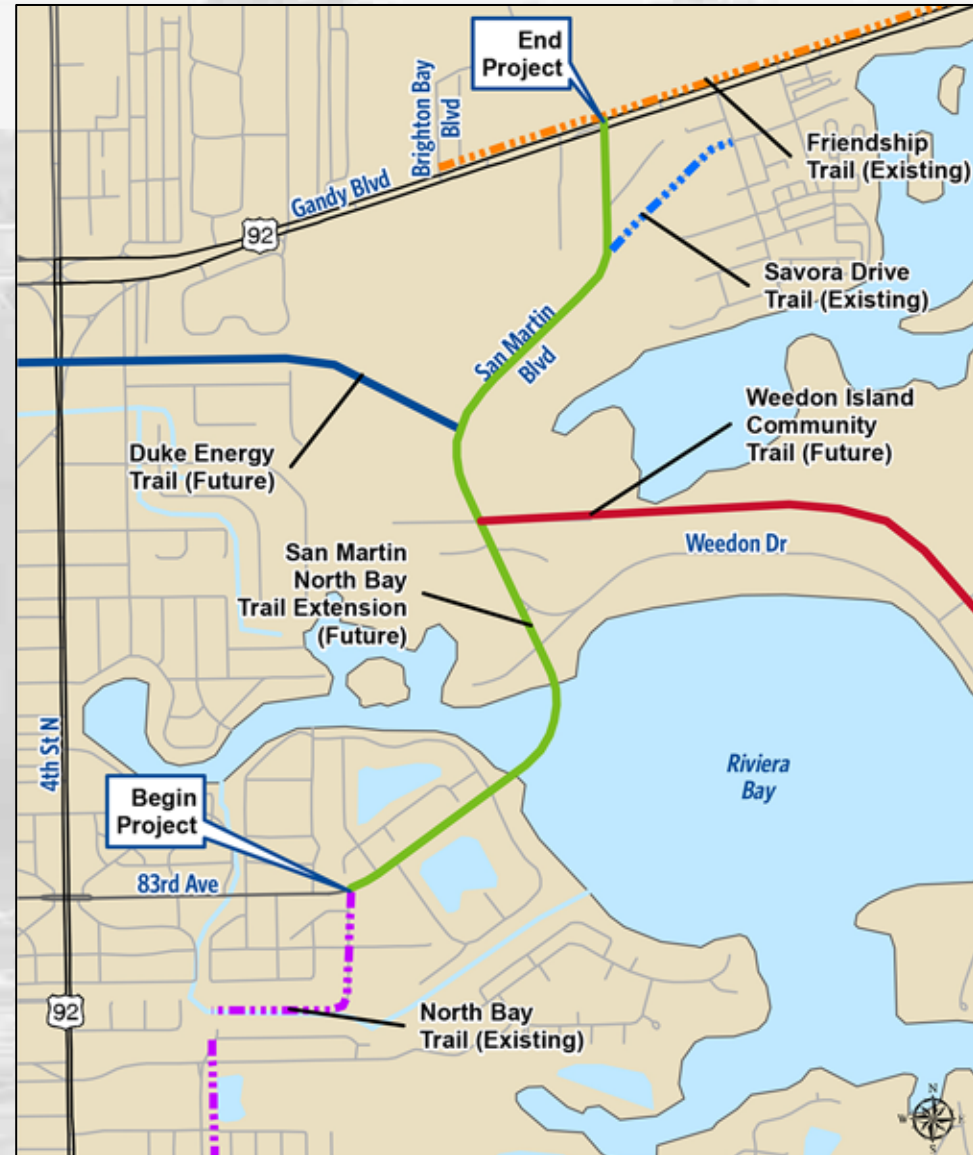 End
Project
Brighton Bay
Blvd
Friendship
Trail (Existing)
Gandy Blvd
92
Savora Drive
Trail (Existing)
San Martin
Blvd
Weedon Island
Community
Trail (Future)
Duke Energy
Trail (Future)
Weedon Dr
San Martin
North Bay
Trail Extension
(Future)
4th St N
Riviera
Bay
Begin
Project
83rd Ave
92
North Bay
Trail (Existing)
N
W
E
S